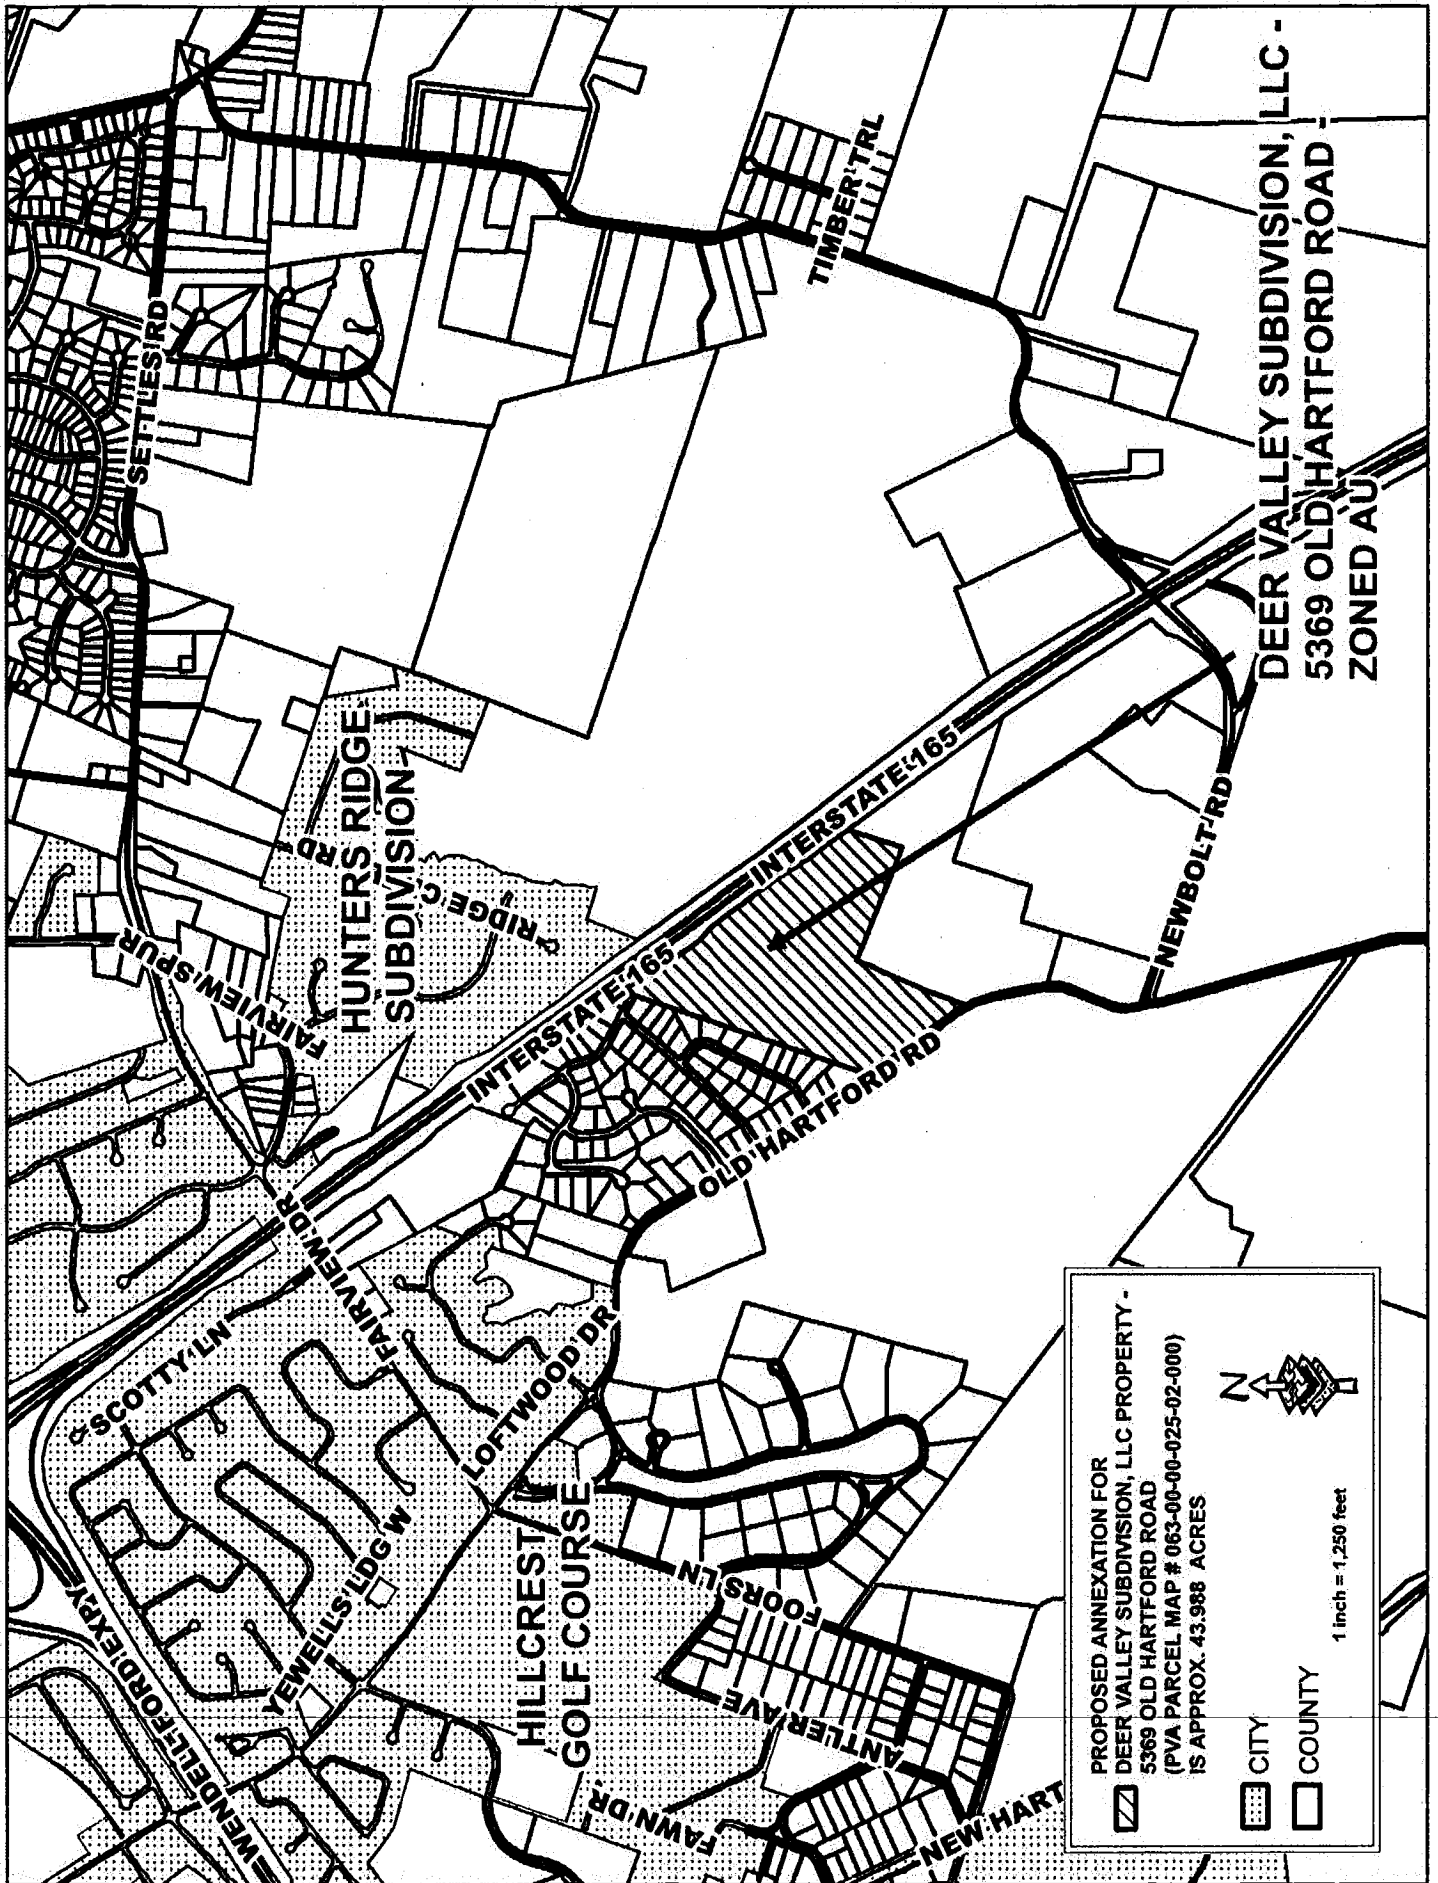 WENDELL FORD EXPY
SCOTTY LN
YEWELLS LDG W
FAIRVIEW DR
LOFTWOOD DR
HILLCREST
GOLF COURSE
FAWN DR
ANTLER AVE
FOORS LN
NEW HART
FAIRVIEW SPUR
HUNTERS RIDGE
SUBDIVISION
RD
RIDGE C
INTERSTATE 165
INTERSTATE 165
OLD HARTFORD RD
NEWBOLT RD
SETTLES RD
TIMBER TRL
DEER VALLEY SUBDIVISION, LLC -
5369 OLD HARTFORD ROAD -
ZONED AU
PROPOSED ANNEXATION FOR
DEER VALLEY SUBDIVISION, LLC PROPERTY -
5369 OLD HARTFORD ROAD
(PVA PARCEL MAP # 063-00-00-025-02-000)
IS APPROX. 43.988 ACRES
CITY
COUNTY
1 inch = 1,250 feet
N